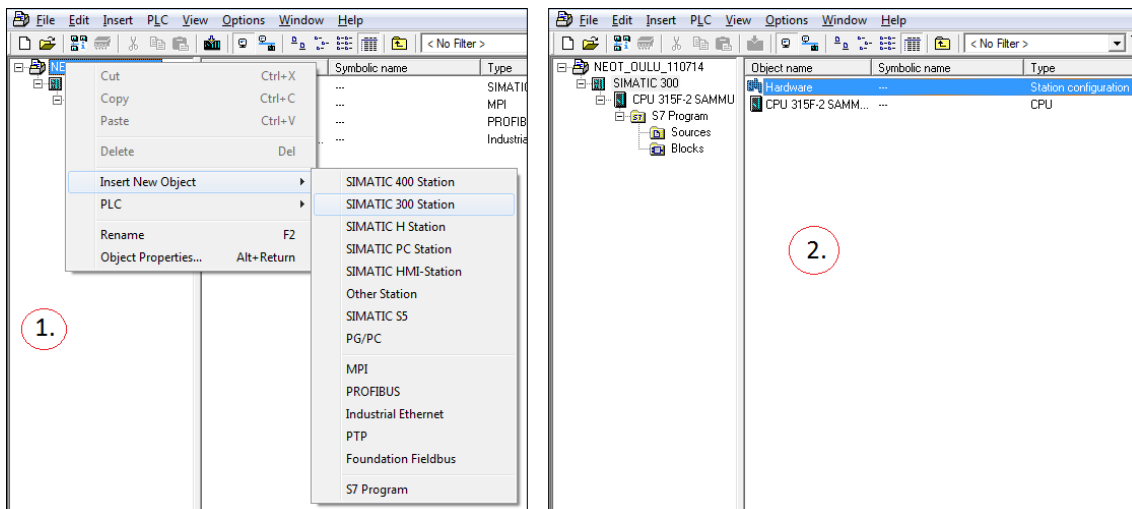 File Edit Insert PLC View Options Window Help
< No Filter >
Symbolic name Type
Cut Ctrl+X
Copy Ctrl+C
Paste Ctrl+V
Delete Del
Insert New Object
PLC
Rename F2
Object Properties... Alt+Return
--- SIMATIC
--- MPI
--- PROFIB
--- Industria
SIMATIC 400 Station
SIMATIC 300 Station
SIMATIC H Station
SIMATIC PC Station
SIMATIC HMI-Station
Other Station
SIMATIC S5
PG/PC
MPI
PROFIBUS
Industrial Ethernet
PTP
Foundation Fieldbus
S7 Program
1.
File Edit Insert PLC View Options Window Help
< No Filter >
NEOT_OULU_110714
SIMATIC 300
CPU 315F-2 SAMMU
S7 Program
Sources
Blocks
Object name Symbolic name Type
Hardware --- Station configuration
CPU 315F-2 SAMM... --- CPU
2.